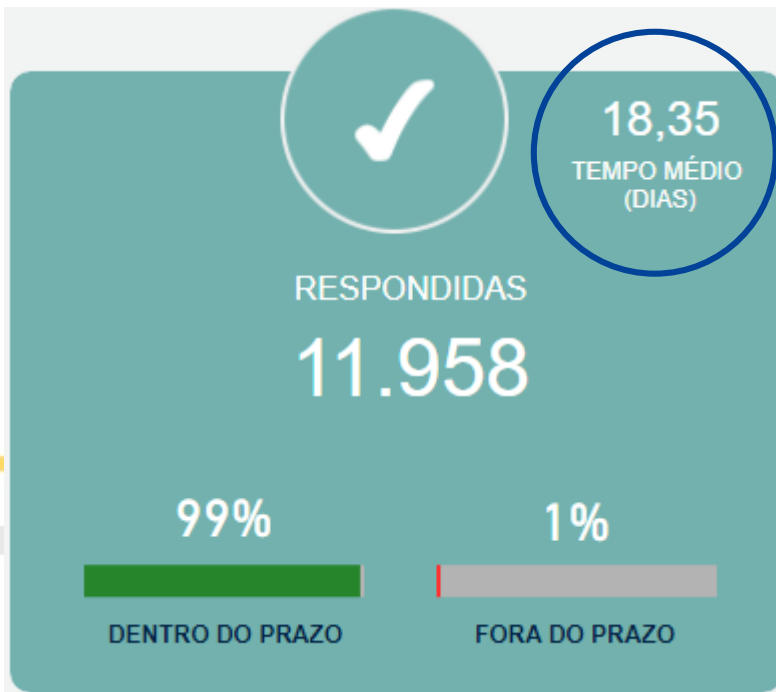 18,35
TEMPO MÉDIO
(DIAS)
RESPONDIDAS
11.958
99%
1%
DENTRO DO PRAZO
FORA DO PRAZO